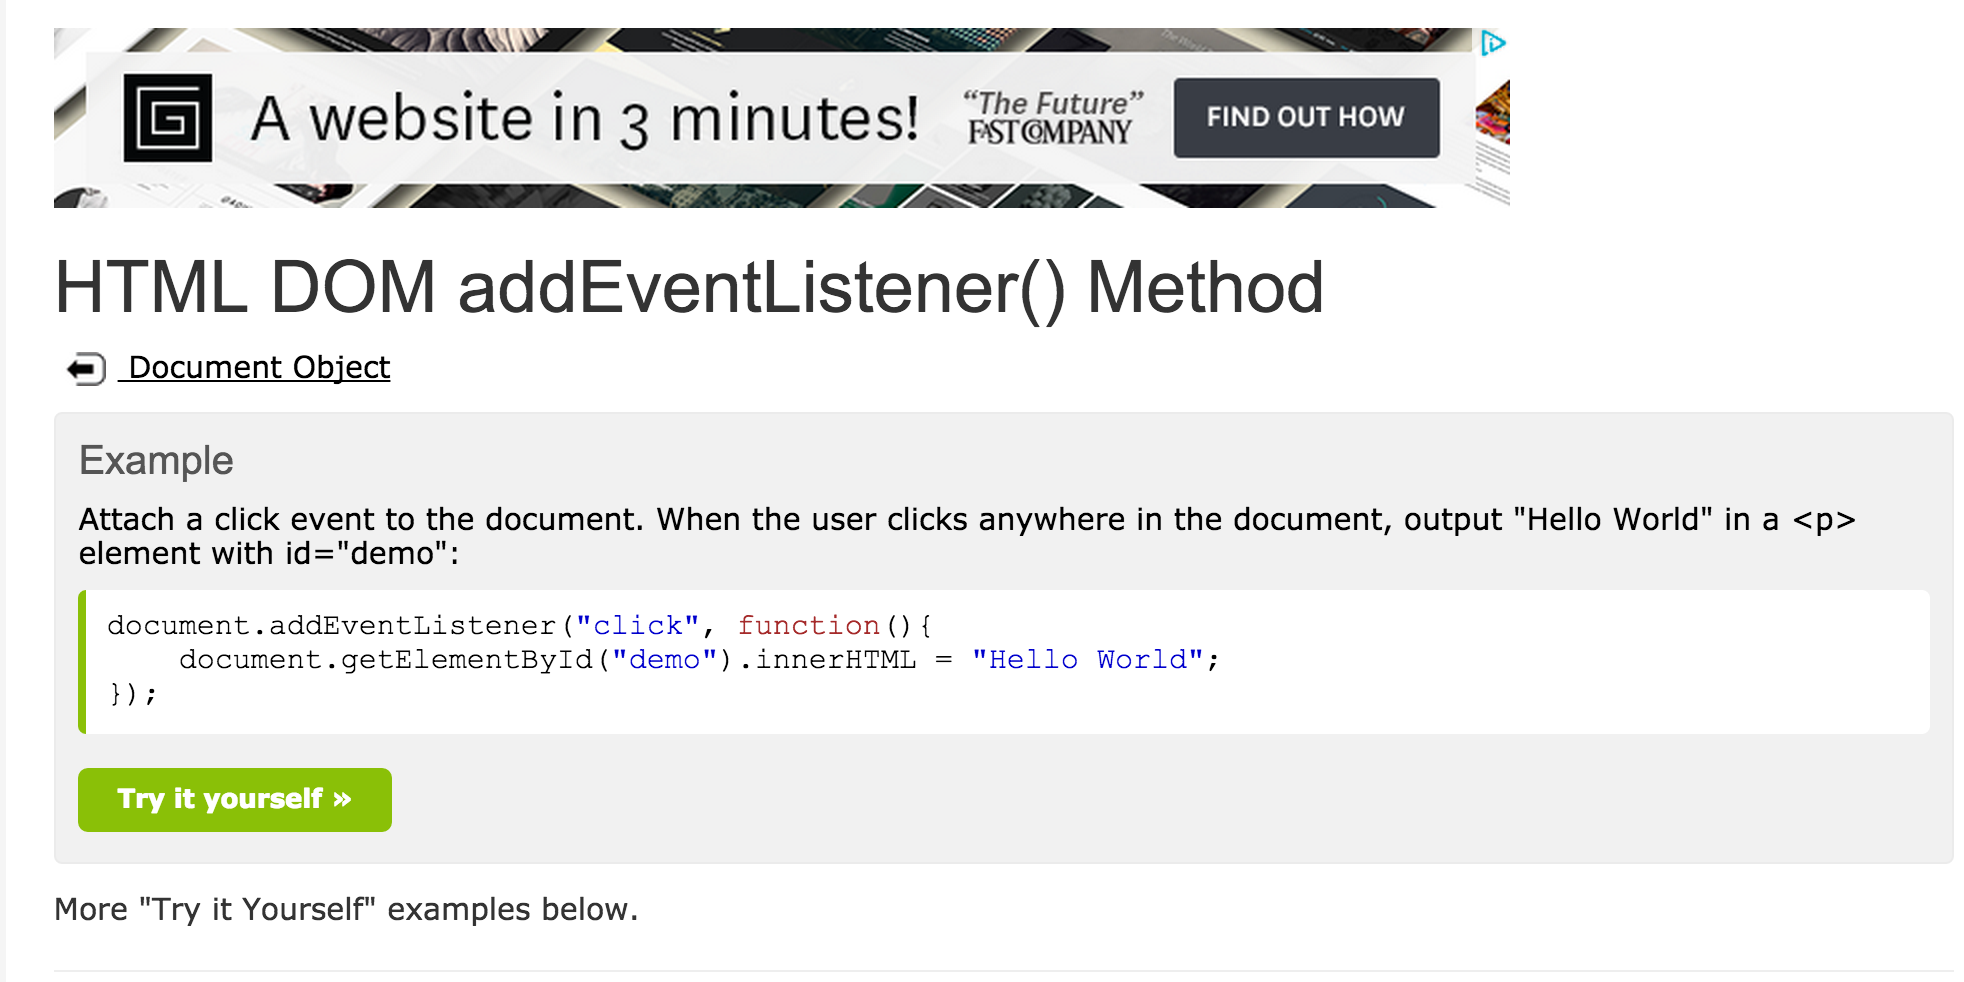 A website in 3 minutes!
“The Future”
FAST COMPANY
FIND OUT HOW
HTML DOM addEventListener() Method
Document Object
Example
Attach a click event to the document. When the user clicks anywhere in the document, output "Hello World" in a <p>
element with id="demo":
document.addEventListener("click", function(){
    document.getElementById("demo").innerHTML = "Hello World";
});
Try it yourself »
More "Try it Yourself" examples below.